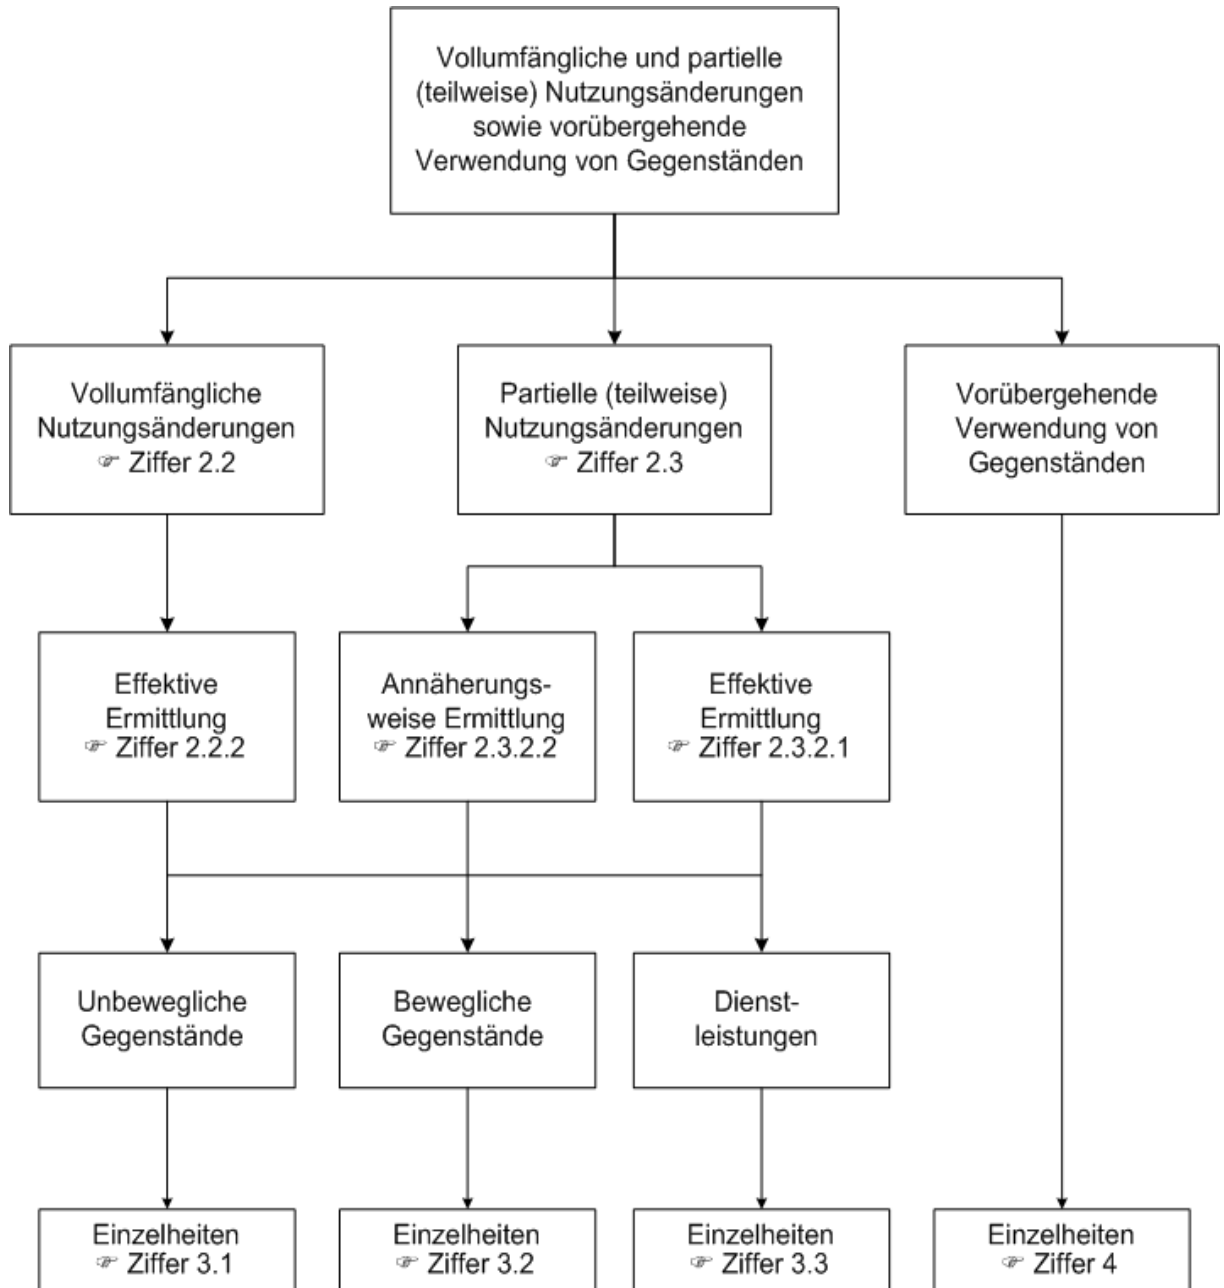 Vollumfängliche und partielle
(teilweise) Nutzungsänderungen
sowie vorübergehende
Verwendung von Gegenständen
Vollumfängliche
Nutzungsänderungen
☞ Ziffer 2.2
Partielle (teilweise)
Nutzungsänderungen
☞ Ziffer 2.3
Vorübergehende
Verwendung von
Gegenständen
Effektive
Ermittlung
☞ Ziffer 2.2.2
Annäherungs-
weise Ermittlung
☞ Ziffer 2.3.2.2
Effektive
Ermittlung
☞ Ziffer 2.3.2.1
Unbewegliche
Gegenstände
Bewegliche
Gegenstände
Dienst-
leistungen
Einzelheiten
☞ Ziffer 3.1
Einzelheiten
☞ Ziffer 3.2
Einzelheiten
☞ Ziffer 3.3
Einzelheiten
☞ Ziffer 4